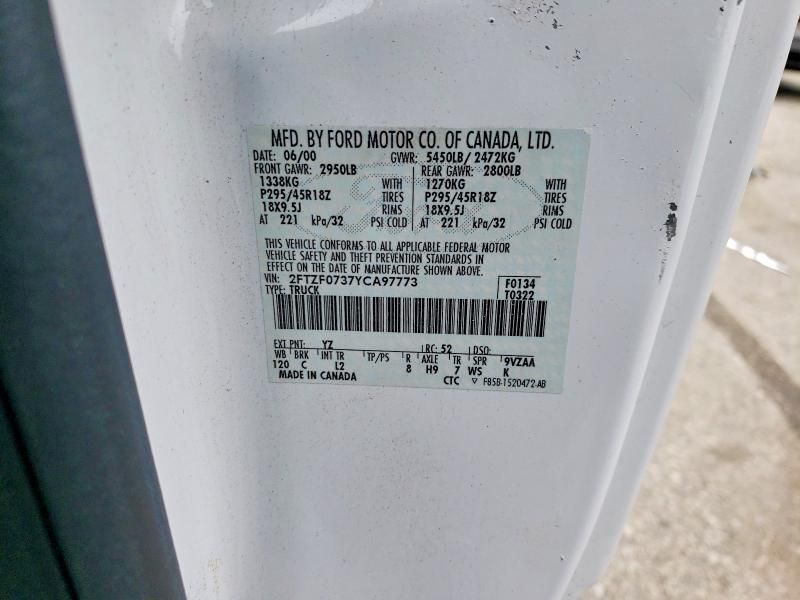 MFD. BY FORD MOTOR CO. OF CANADA, LTD.
DATE: 06/00 GVWR: 5450LB/ 2472KG
FRONT GAWR: 2950LB REAR GAWR: 2800LB
1338KG WITH 1270KG WITH
P295/45R18Z TIRES P295/45R18Z TIRES
18X9.5J RIMS 18X9.5J RIMS
AT 221 kPa/32 PSI COLD AT 221 kPa/32 PSI COLD
THIS VEHICLE CONFORMS TO ALL APPLICABLE FEDERAL MOTOR
VEHICLE SAFETY AND THEFT PREVENTION STANDARDS IN
EFFECT ON THE DATE OF MANUFACTURE SHOWN ABOVE.
VIN: 2FTZF0737YCA97773 F0134
TYPE: TRUCK T0322
EXT PNT: YZ RC: 52 DSO:
WB BRK INT TR TP/PS R AXLE TR SPR 9VZAA
120 C L2 8 H9 7 WS K
MADE IN CANADA CTC F85B-1520472-AB